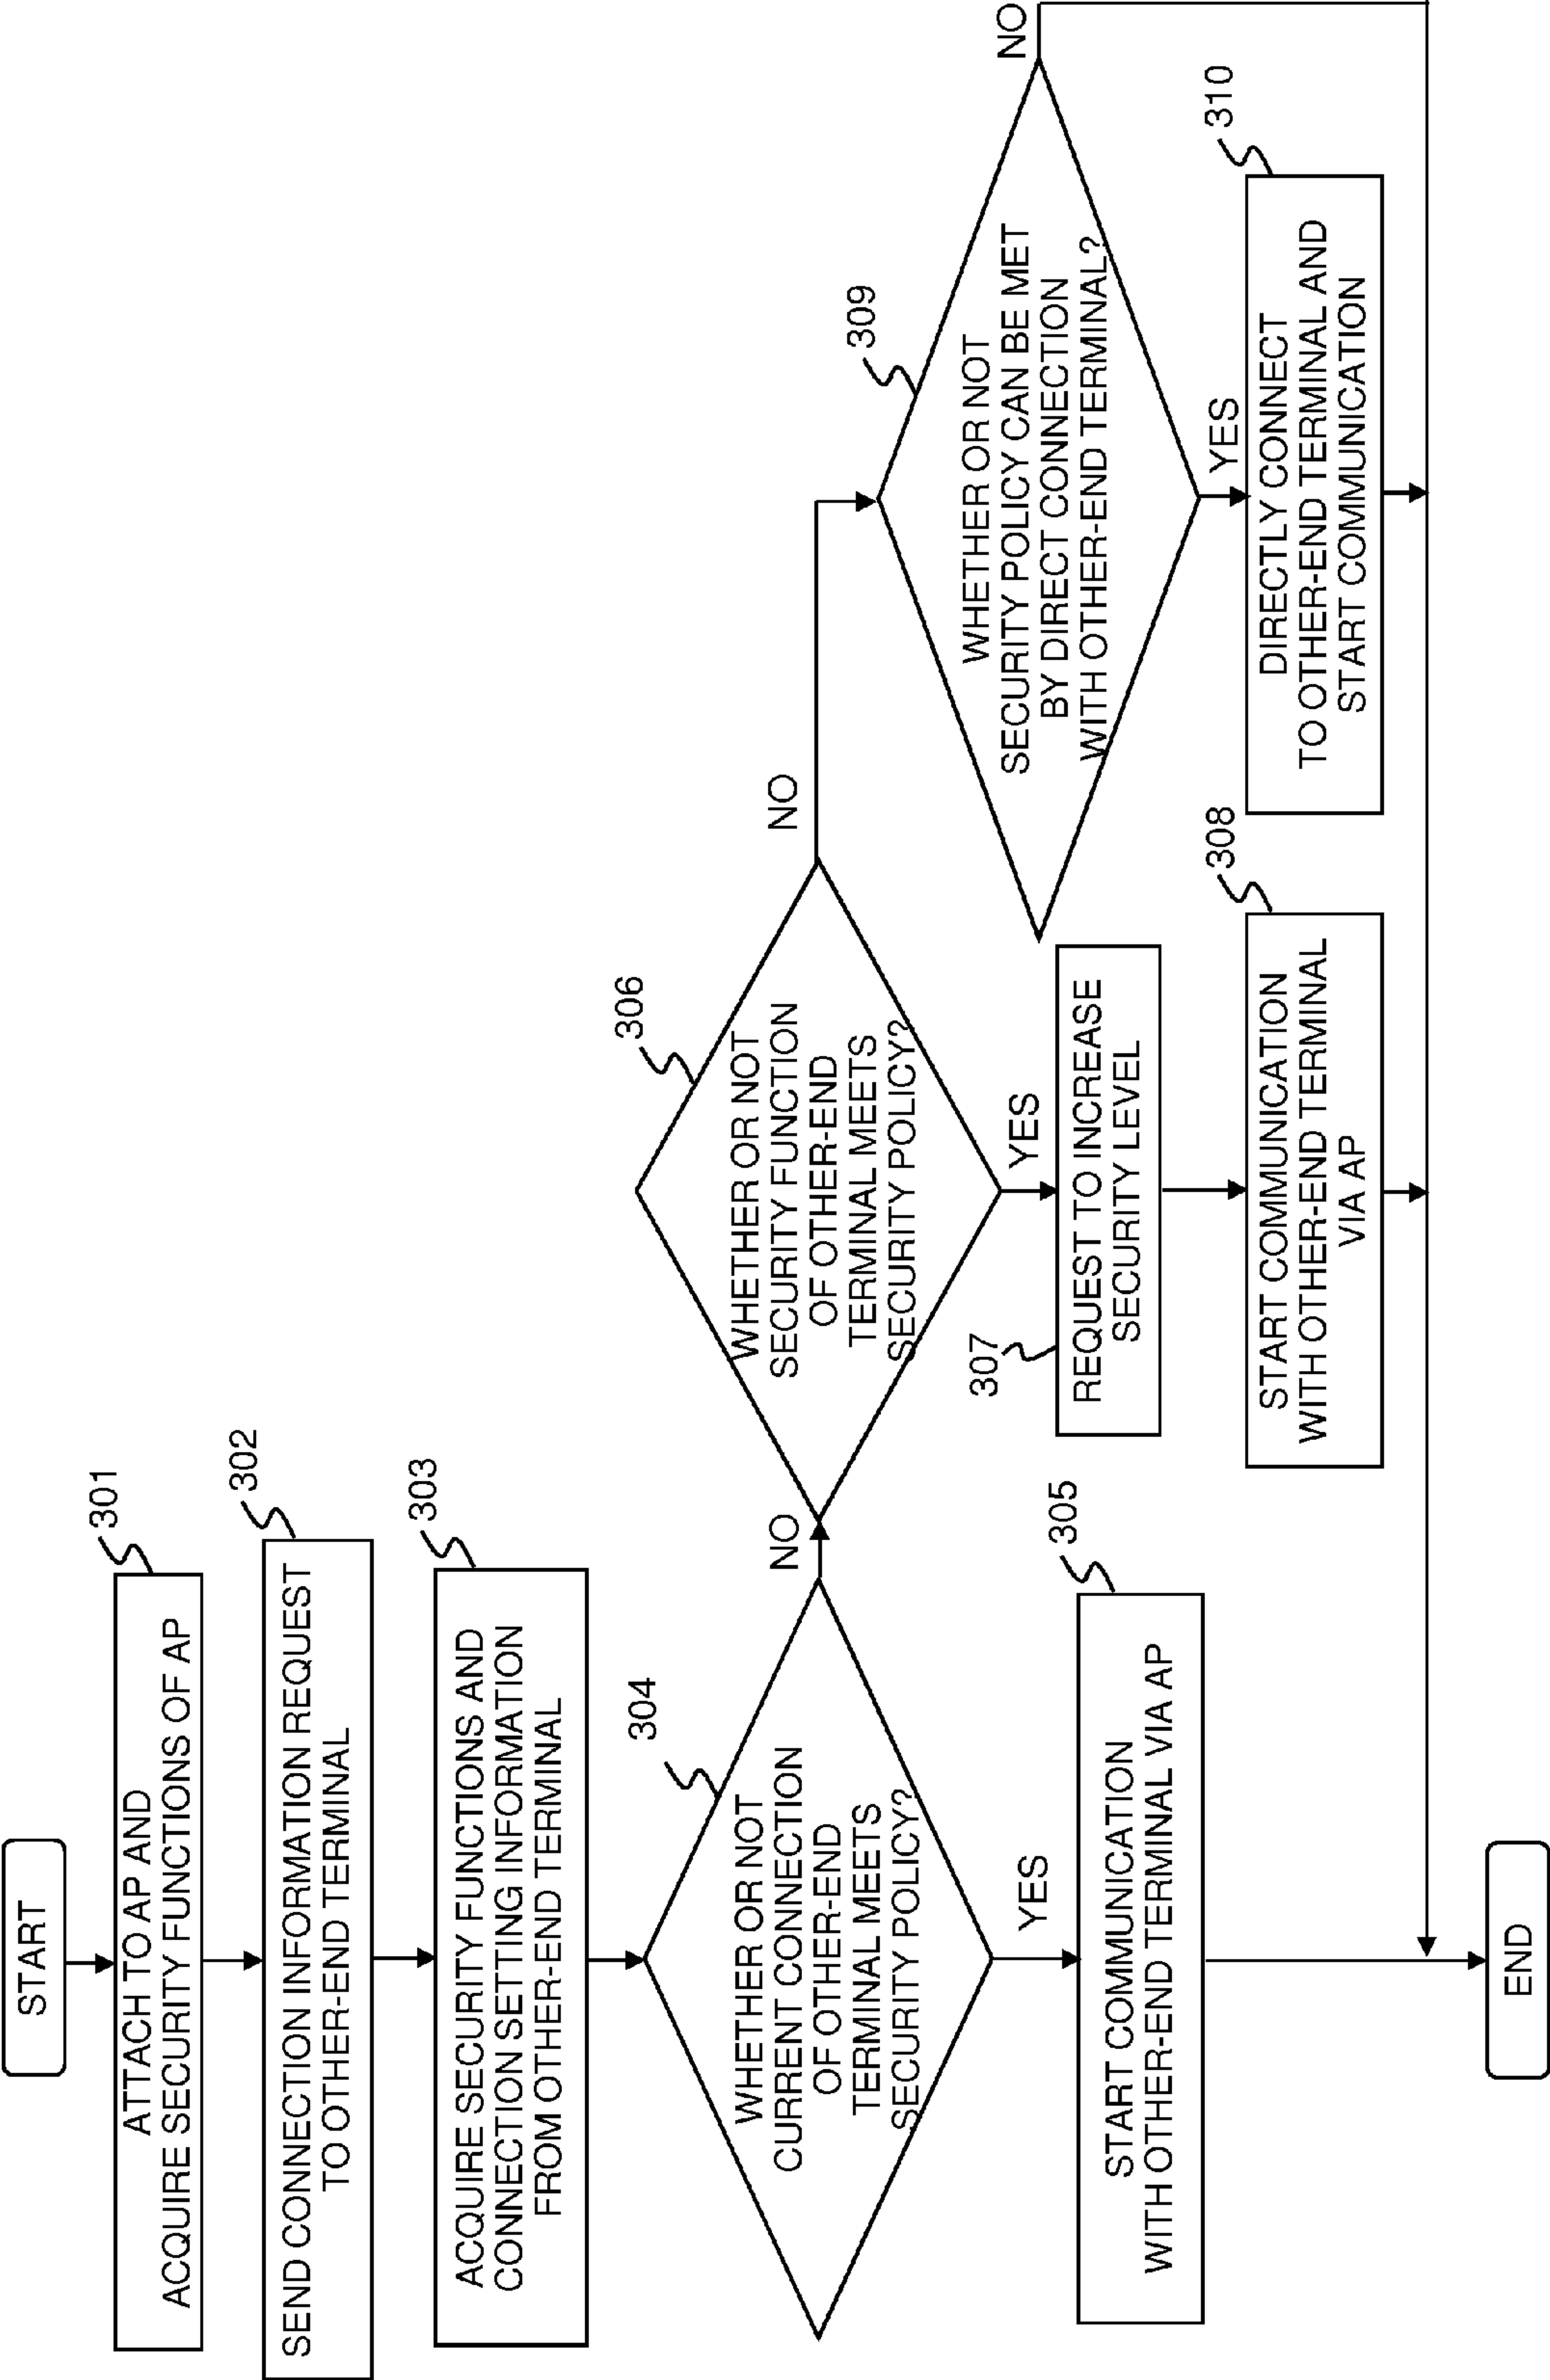 START
301
ATTACH TO AP AND
ACQUIRE SECURITY FUNCTIONS OF AP
302
SEND CONNECTION INFORMATION REQUEST
TO OTHER-END TERMINAL
303
ACQUIRE SECURITY FUNCTIONS AND
CONNECTION SETTING INFORMATION
FROM OTHER-END TERMINAL
304
WHETHER OR NOT
CURRENT CONNECTION
OF OTHER-END
TERMINAL MEETS
SECURITY POLICY?
NO
YES
305
START COMMUNICATION
WITH OTHER-END TERMINAL VIA AP
306
WHETHER OR NOT
SECURITY FUNCTION
OF OTHER-END
TERMINAL MEETS
SECURITY POLICY?
NO
YES
307
REQUEST TO INCREASE
SECURITY LEVEL
308
START COMMUNICATION
WITH OTHER-END TERMINAL
VIA AP
309
WHETHER OR NOT
SECURITY POLICY CAN BE MET
BY DIRECT CONNECTION
WITH OTHER-END TERMINAL?
NO
YES
310
DIRECTLY CONNECT
TO OTHER-END TERMINAL AND
START COMMUNICATION
END